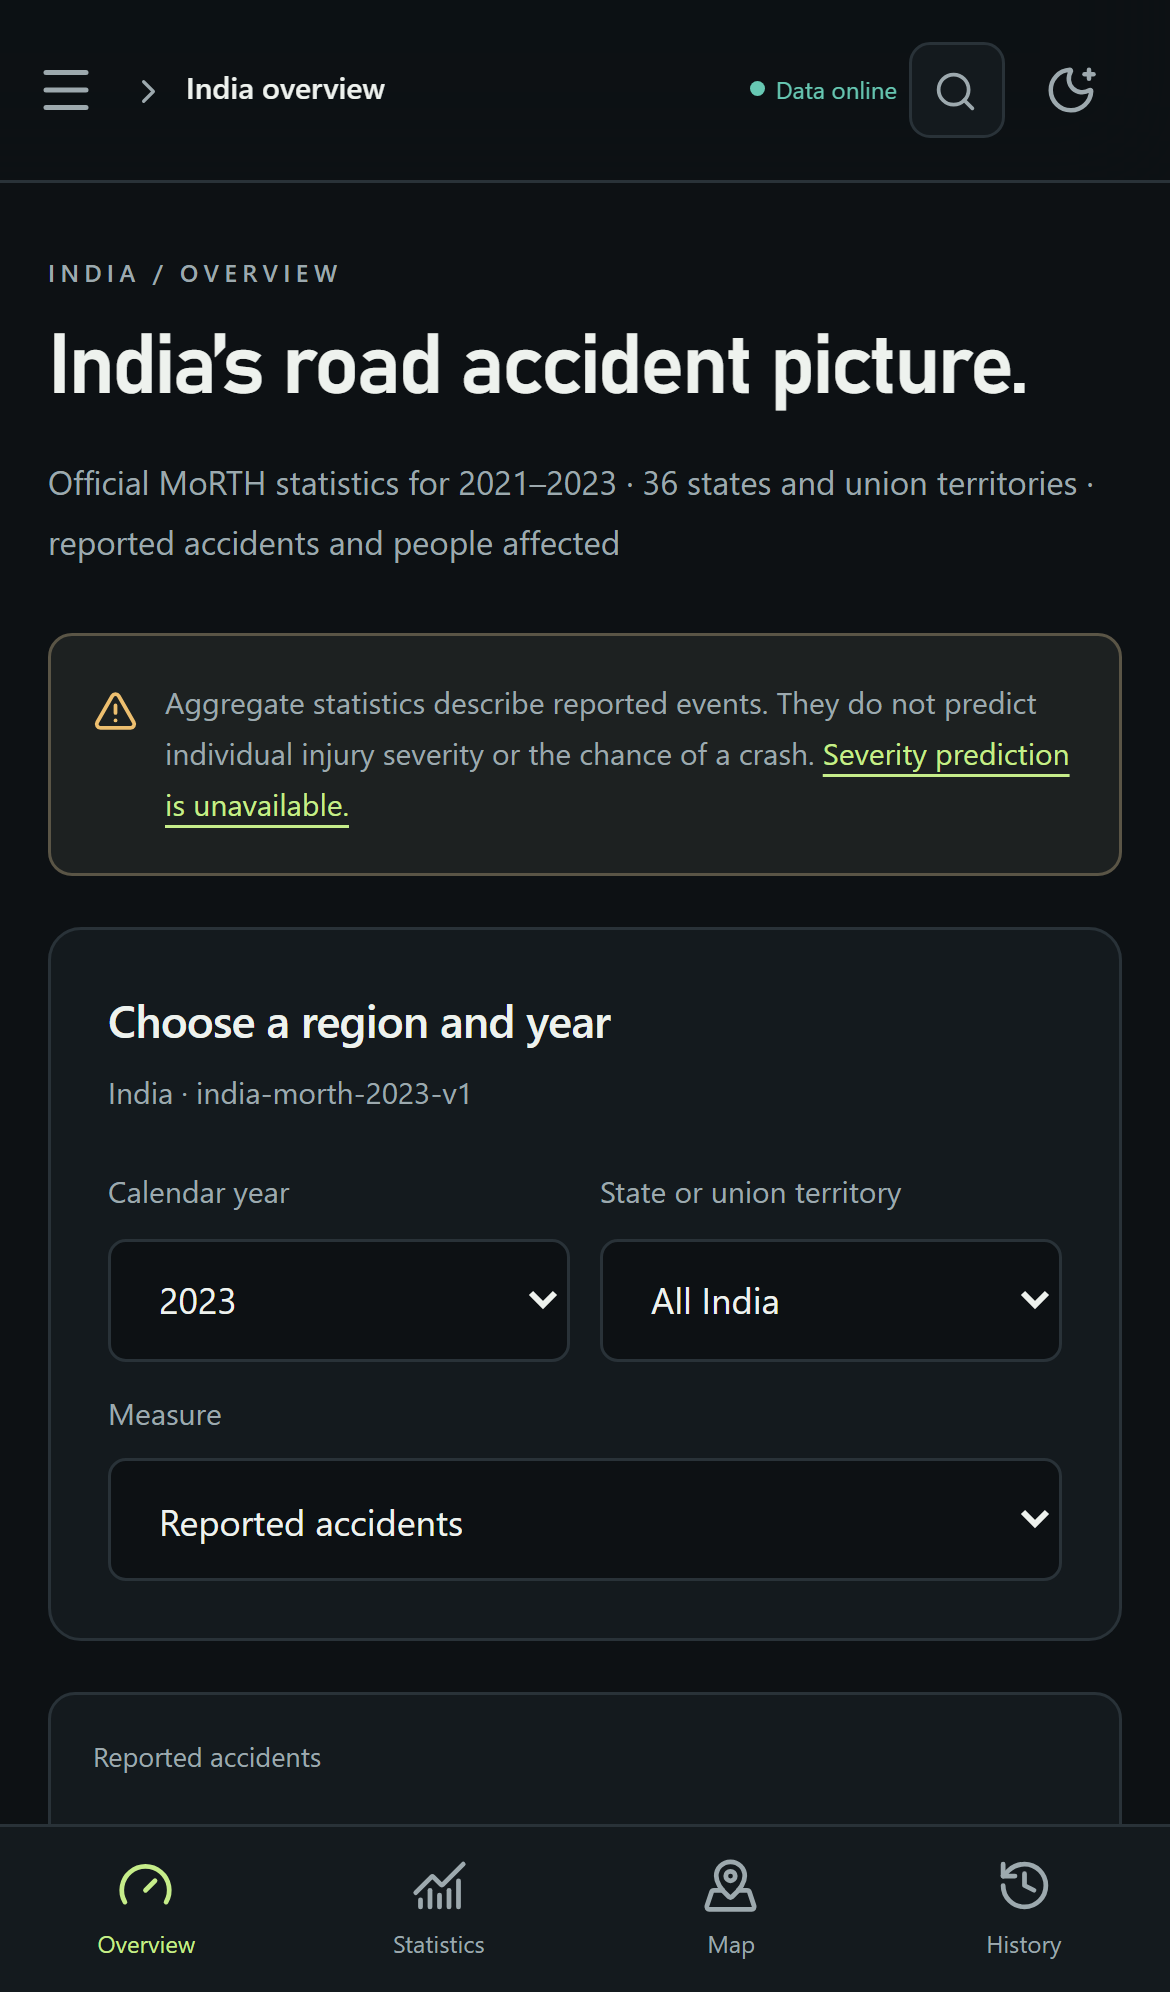 India overview
Data online
INDIA / OVERVIEW
India’s road accident picture.
Official MoRTH statistics for 2021–2023 · 36 states and union territories ·
reported accidents and people affected
Aggregate statistics describe reported events. They do not predict
individual injury severity or the chance of a crash. Severity prediction
is unavailable.
Choose a region and year
India · india-morth-2023-v1
Calendar year
State or union territory
2023
All India
Measure
Reported accidents
Reported accidents
Overview
Statistics
Map
History